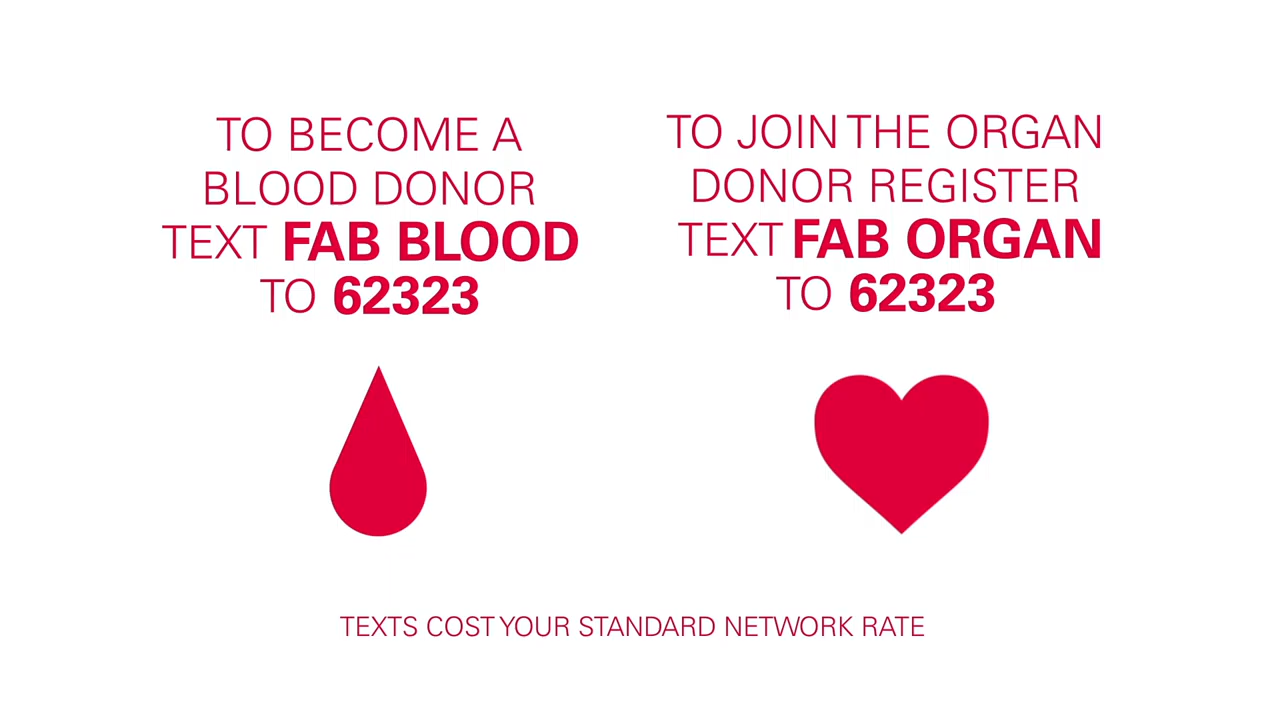 TO BECOME A
BLOOD DONOR
TEXT FAB BLOOD
TO 62323
TO JOIN THE ORGAN
DONOR REGISTER
TEXT FAB ORGAN
TO 62323
TEXTS COST YOUR STANDARD NETWORK RATE